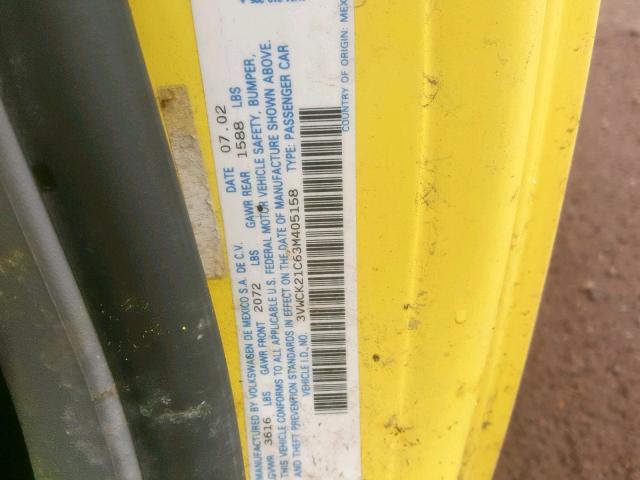 MANUFACTURED BY VOLKSWAGEN DE MEXICO S.A. DE C.V. DATE 07.02
GVWR 3616 LBS GAWR FRONT 2072 LBS GAWR REAR 1588 LBS
THIS VEHICLE CONFORMS TO ALL APPLICABLE U.S. FEDERAL MOTOR VEHICLE SAFETY, BUMPER,
AND THEFT PREVENTION STANDARDS IN EFFECT ON THE DATE OF MANUFACTURE SHOWN ABOVE.
VEHICLE I.D., NO. 3VWCK21C63M405158 TYPE: PASSENGER CAR
COUNTRY OF ORIGIN: MEX